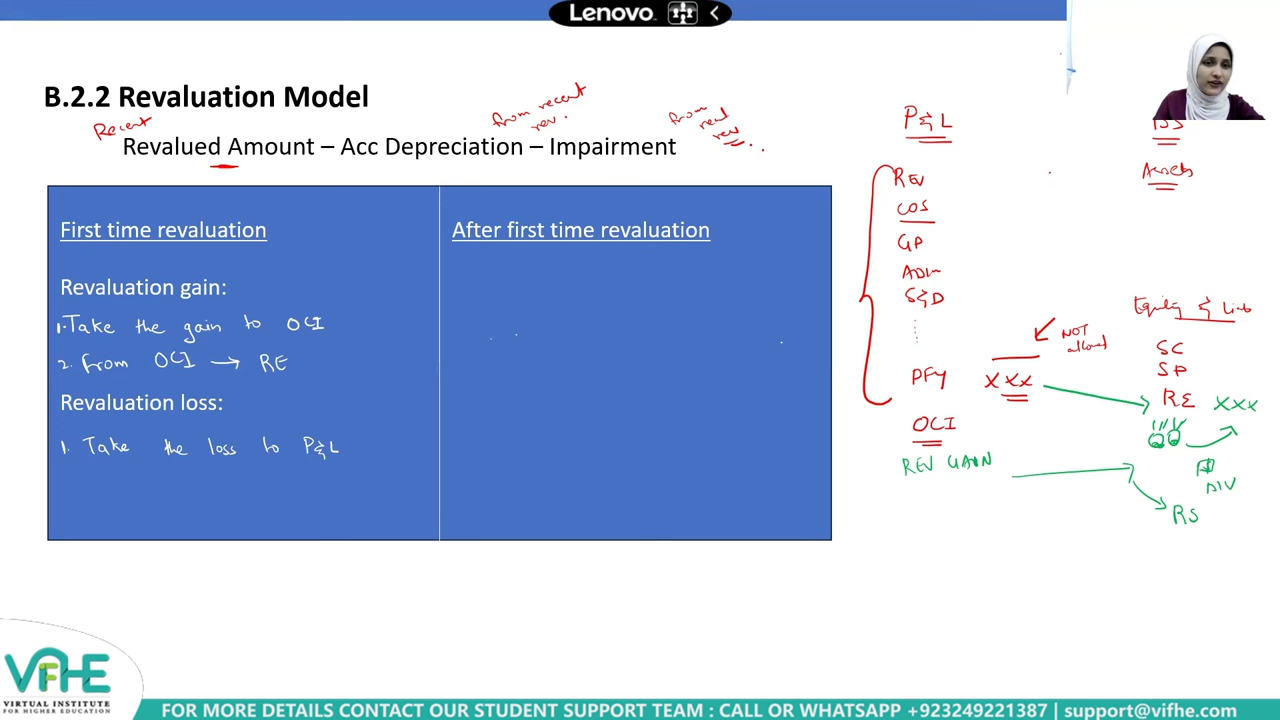 Lenovo
B.2.2 Revaluation Model
Recent
from recent
rev.
from
rev
Revalued Amount – Acc Depreciation – Impairment
First time revaluation
Revaluation gain:
1. Take the gain to OCI
2. from OCI → RE
Revaluation loss:
1. Take the loss to P&L
After first time revaluation
P&L
REV
COS
GP
ADM
S&D
PFY XXX
NOT
allowed
OCI
REV GAIN
Assets
Equity & Liab
SC
SP
RE XXX
DIV
RS
VIFHE
VIRTUAL INSTITUTE
FOR HIGHER EDUCATION
FOR MORE DETAILS CONTACT OUR STUDENT SUPPORT TEAM : CALL OR WHATSAPP +923249221387 | support@vifhe.com